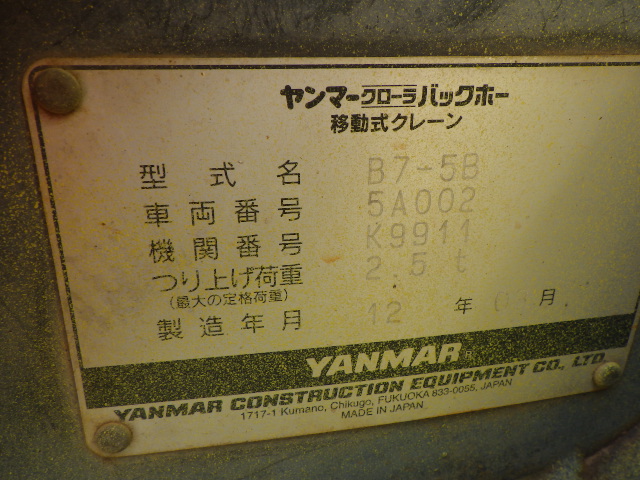 ヤンマークローラバックホー
移動式クレーン
型式名 B7-5B
車両番号 5A002
機関番号 K9911
つり上げ荷重 2.5t
(最大の定格荷重)
製造年月 12 年 月
YANMAR
YANMAR CONSTRUCTION EQUIPMENT CO., LTD.
1717-1 Kumano, Chikugo, FUKUOKA 833-0055, JAPAN
MADE IN JAPAN